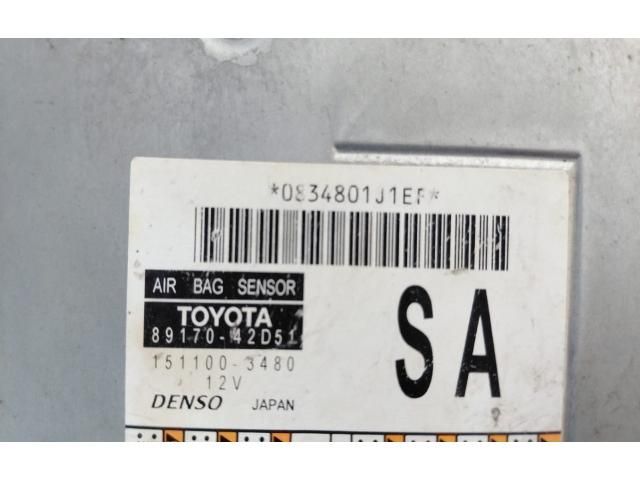 *0834801J1EF*
AIR BAG SENSOR
TOYOTA
89170-42D51
151100-3480
12V
SA
DENSO JAPAN